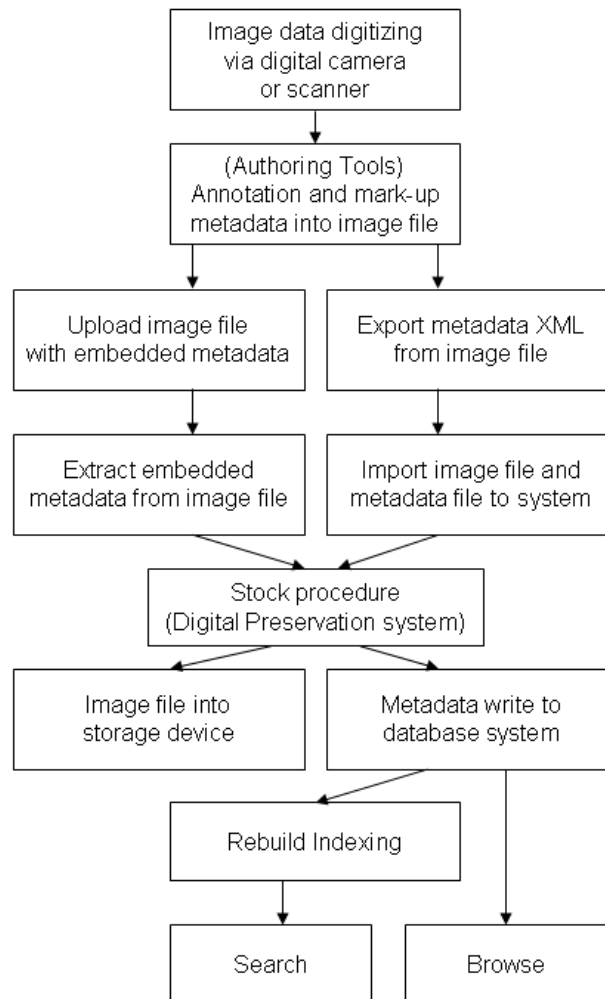 Image data digitizing
via digital camera
or scanner
(Authoring Tools)
Annotation and mark-up
metadata into image file
Upload image file
with embedded metadata
Export metadata XML
from image file
Extract embedded
metadata from image file
Import image file and
metadata file to system
Stock procedure
(Digital Preservation system)
Image file into
storage device
Metadata write to
database system
Rebuild Indexing
Search
Browse